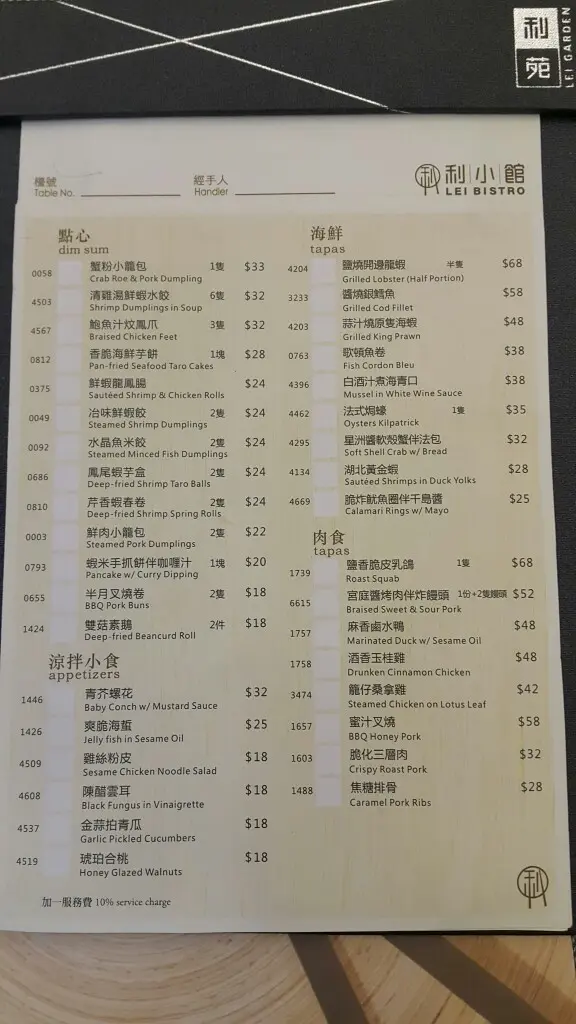 利苑
LEI GARDEN
利小館
LEI BISTRO
檯號
Table No.
經手人
Handler
點心
dim sum
0058 蟹粉小籠包 1隻 $33
Crab Roe & Pork Dumpling
4503 清雞湯鮮蝦水餃 6隻 $32
Shrimp Dumplings in Soup
4567 鮑魚汁炆鳳爪 3隻 $32
Braised Chicken Feet
0812 香脆海鮮芋餅 1塊 $28
Pan-fried Seafood Taro Cakes
0375 鮮蝦龍鳳腸 $24
Sautéed Shrimp & Chicken Rolls
0049 冶味鮮蝦餃 2隻 $24
Steamed Shrimp Dumplings
0092 水晶魚米餃 2隻 $24
Steamed Minced Fish Dumplings
0686 鳳尾蝦芋盒 2隻 $24
Deep-fried Shrimp Taro Balls
0810 芹香蝦春卷 2隻 $24
Deep-fried Shrimp Spring Rolls
0003 鮮肉小籠包 2隻 $22
Steamed Pork Dumplings
0793 蝦米手抓餅伴咖喱汁 1塊 $20
Pancake w/ Curry Dipping
0655 半月叉燒卷 2隻 $18
BBQ Pork Buns
1424 雙菇素鵝 2件 $18
Deep-fried Beancurd Roll
涼拌小食
appetizers
1446 青芥螺花 $32
Baby Conch w/ Mustard Sauce
1426 爽脆海蜇 $25
Jelly fish in Sesame Oil
4509 雞絲粉皮 $18
Sesame Chicken Noodle Salad
4608 陳醋雲耳 $18
Black Fungus in Vinaigrette
4537 金蒜拍青瓜 $18
Garlic Pickled Cucumbers
4519 琥珀合桃 $18
Honey Glazed Walnuts
加一服務費 10% service charge
海鮮
tapas
4204 鹽燒開邊龍蝦 半隻 $68
Grilled Lobster (Half Portion)
3233 醬燒銀鱈魚 $58
Grilled Cod Fillet
4203 蒜汁燒原隻海蝦 $48
Grilled King Prawn
0763 歌頓魚卷 $38
Fish Cordon Bleu
4396 白酒汁煮海青口 $38
Mussel in White Wine Sauce
4462 法式焗蠔 1隻 $35
Oysters Kilpatrick
4295 星洲醬軟殼蟹伴法包 $32
Soft Shell Crab w/ Bread
4134 湖北黃金蝦 $28
Sautéed Shrimps in Duck Yolks
4669 脆炸魷魚圈伴千島醬 $25
Calamari Rings w/ Mayo
肉食
tapas
1739 鹽香脆皮乳鴿 1隻 $68
Roast Squab
6615 宮庭醬烤肉伴炸饅頭 1份+2隻饅頭 $52
Braised Sweet & Sour Pork
1757 麻香鹵水鴨 $48
Marinated Duck w/ Sesame Oil
1758 酒香玉桂雞 $48
Drunken Cinnamon Chicken
3474 籠仔桑拿雞 $42
Steamed Chicken on Lotus Leaf
1657 蜜汁叉燒 $58
BBQ Honey Pork
1603 脆化三層肉 $32
Crispy Roast Pork
1488 焦糖排骨 $28
Caramel Pork Ribs